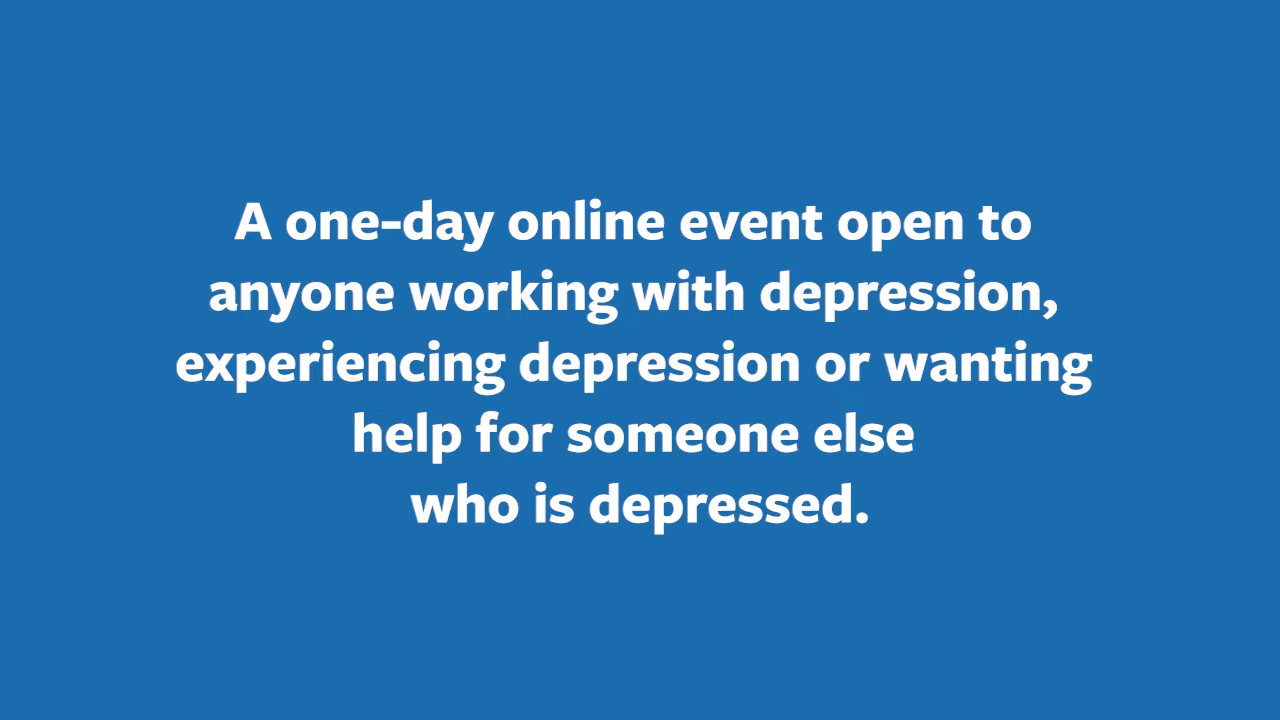 A one-day online event open to
anyone working with depression,
experiencing depression or wanting
help for someone else
who is depressed.